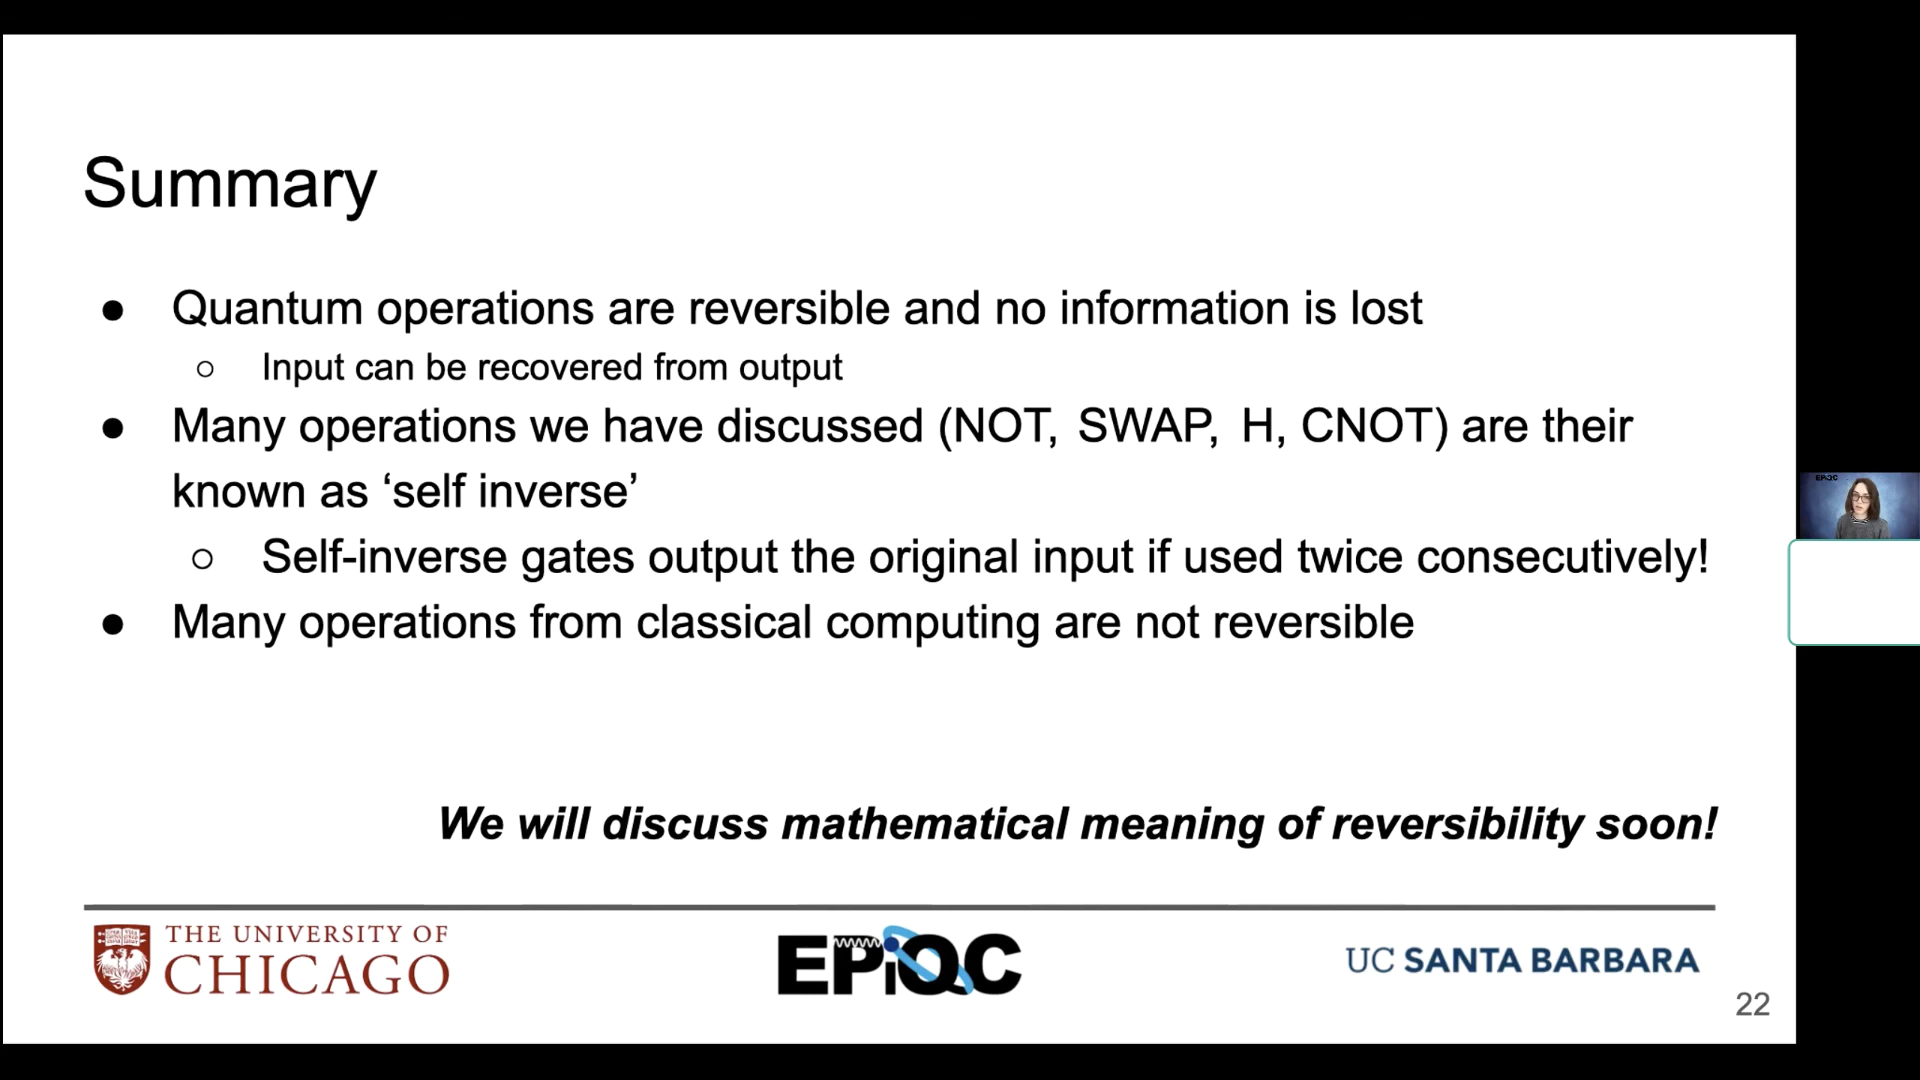 Summary
● Quantum operations are reversible and no information is lost
○ Input can be recovered from output
● Many operations we have discussed (NOT, SWAP, H, CNOT) are their
known as ‘self inverse’
○ Self-inverse gates output the original input if used twice consecutively!
● Many operations from classical computing are not reversible
We will discuss mathematical meaning of reversibility soon!
THE UNIVERSITY OF
CHICAGO
EPiQC
UC SANTA BARBARA
22
EPiQC